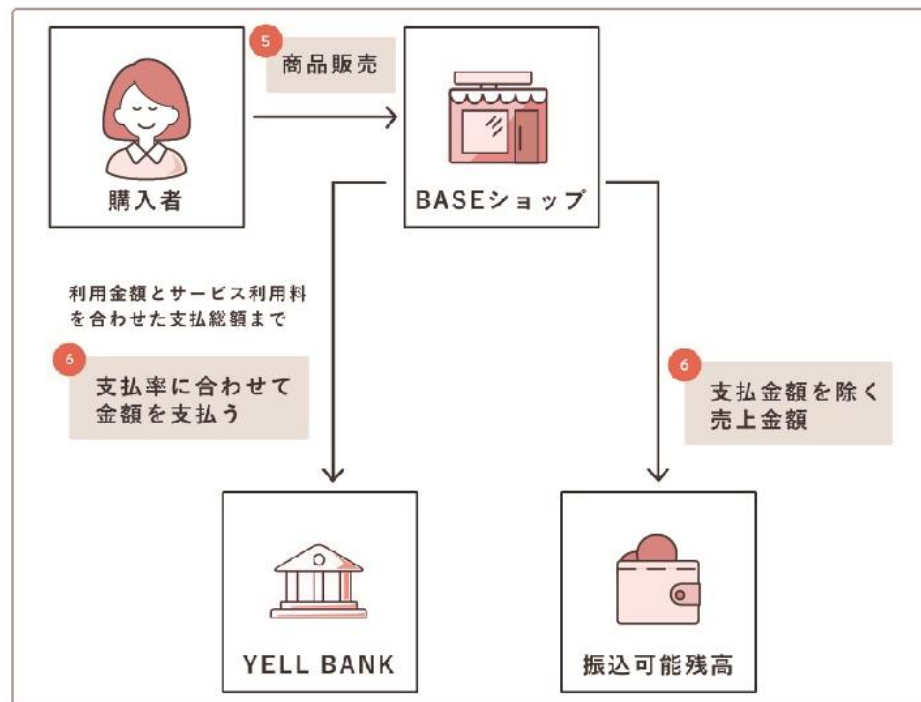 5
商品販売
購入者
BASEショップ
利用金額とサービス利用料
を合わせた支払総額まで
6
支払率に合わせて
金額を支払う
6
支払金額を除く
売上金額
YELL BANK
振込可能残高